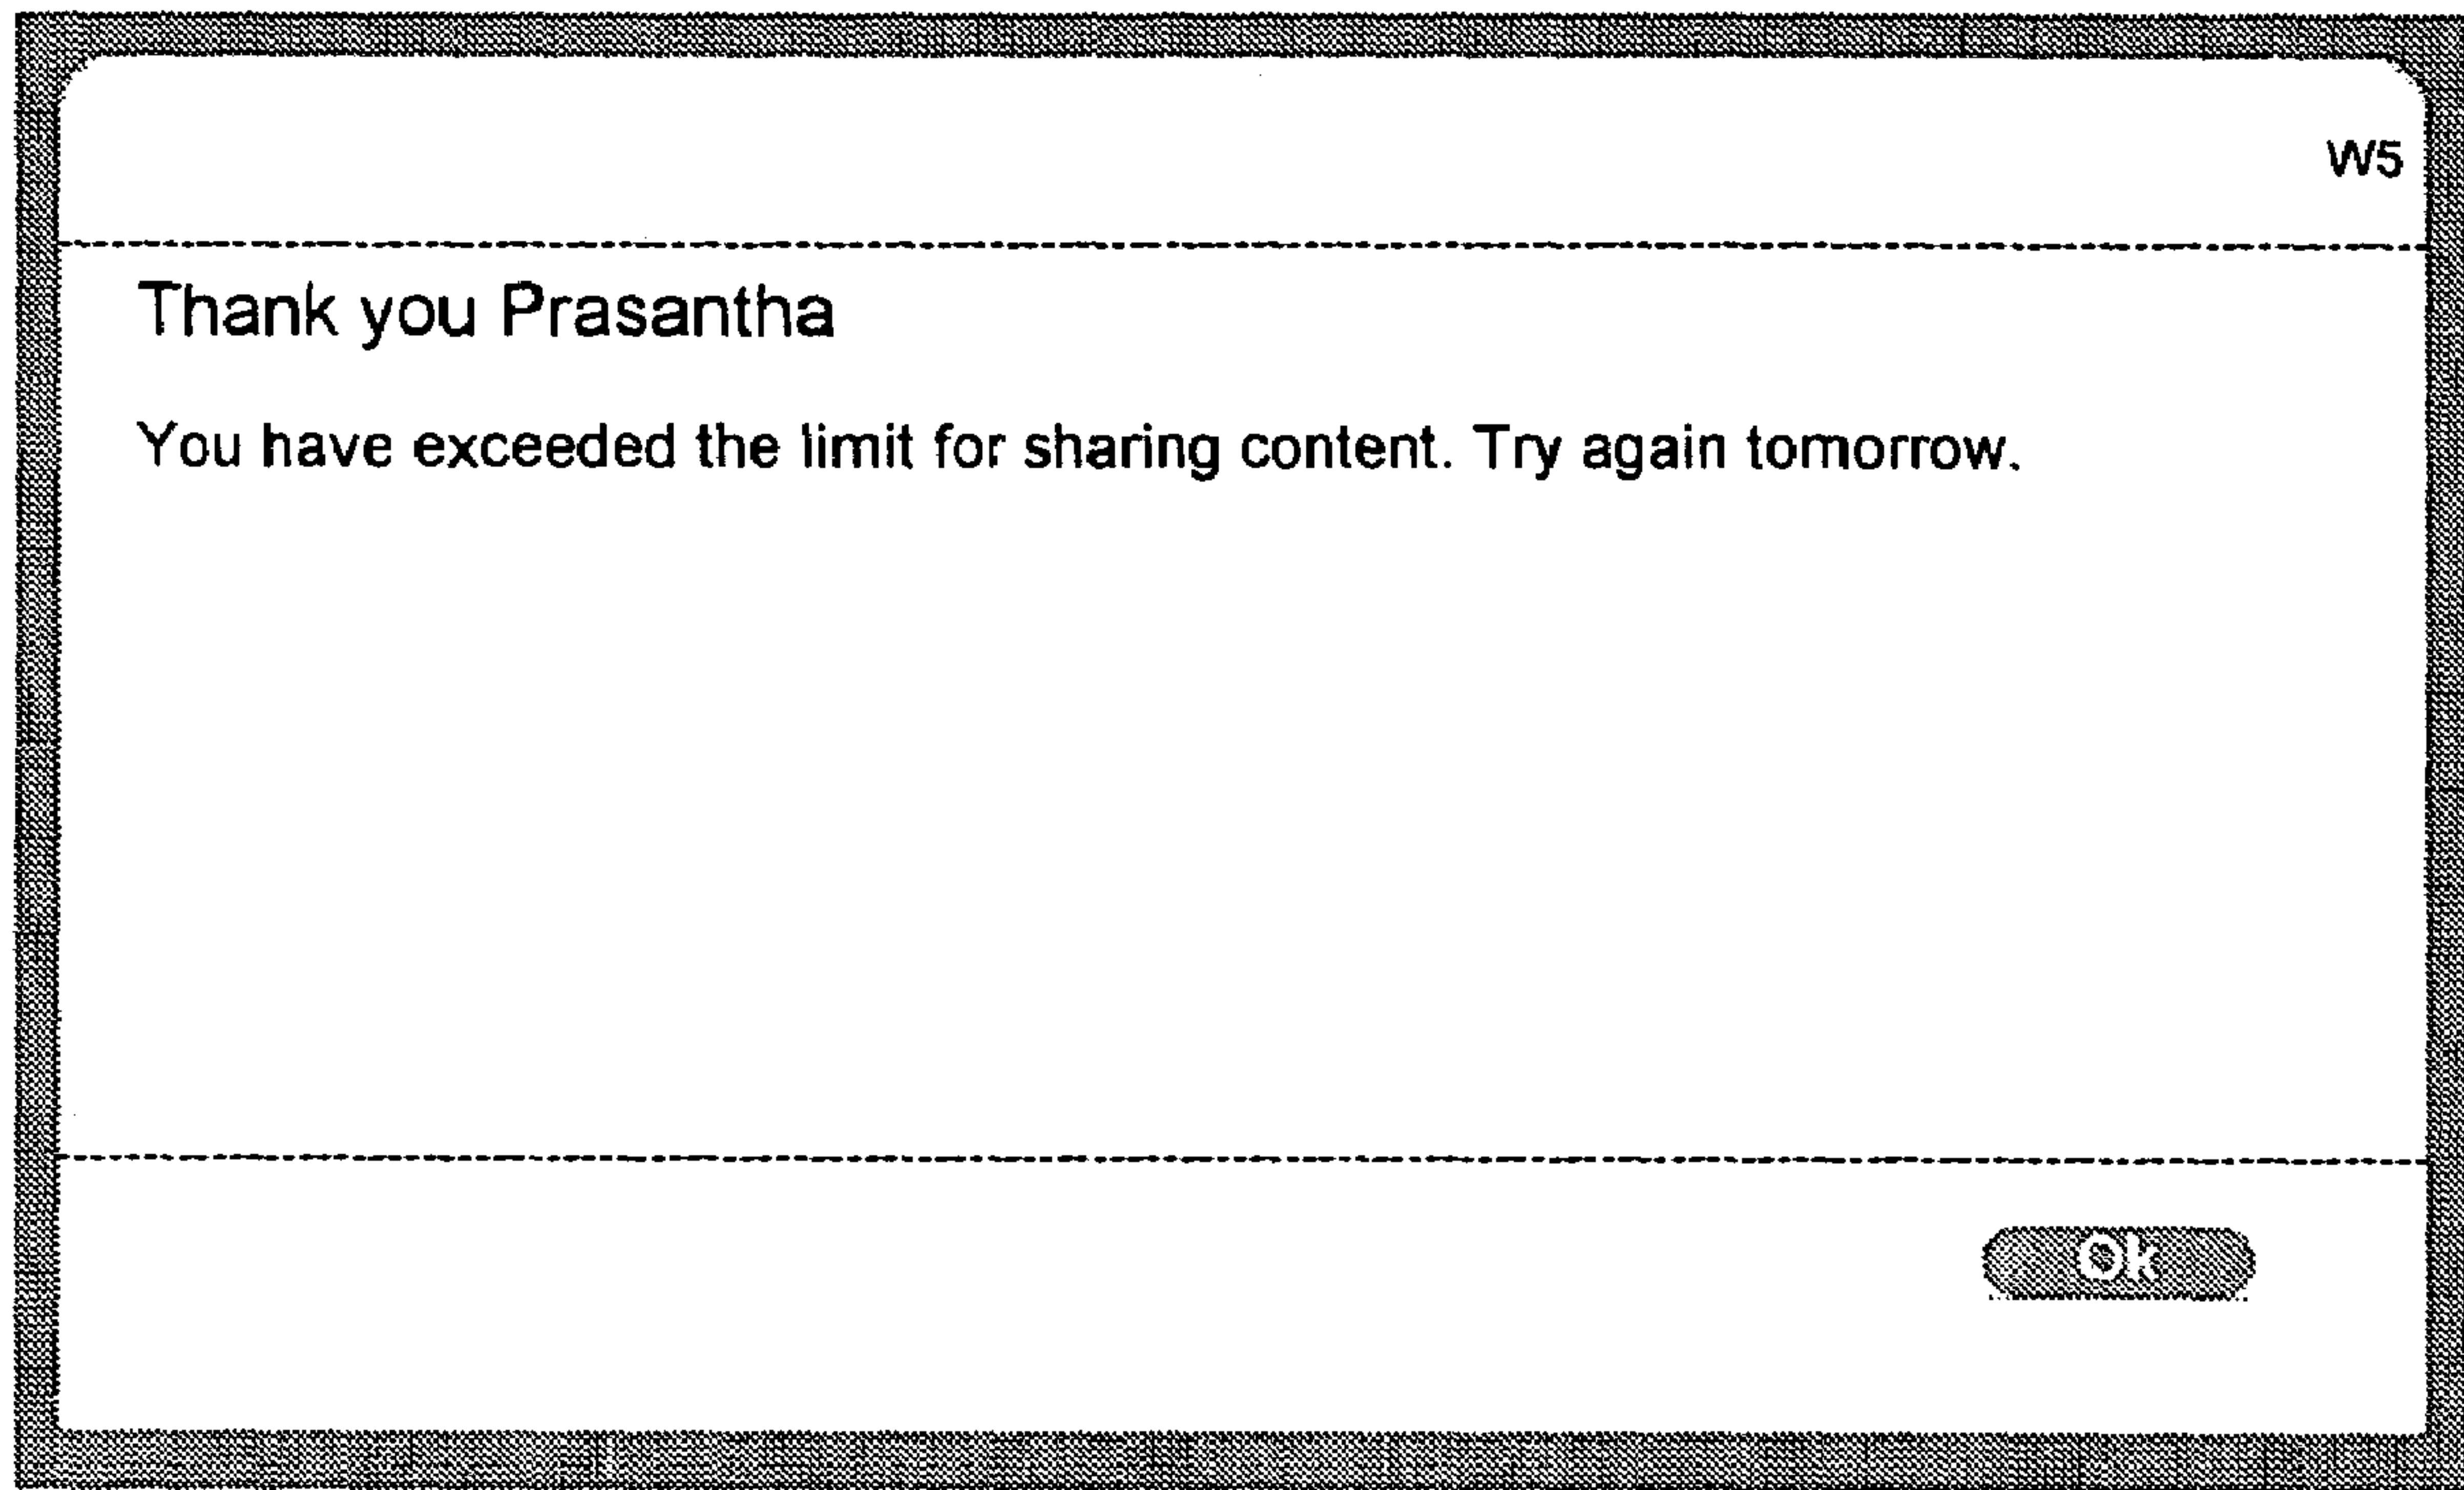 W5
Thank you Prasantha
You have exceeded the limit for sharing content. Try again tomorrow.
Ok